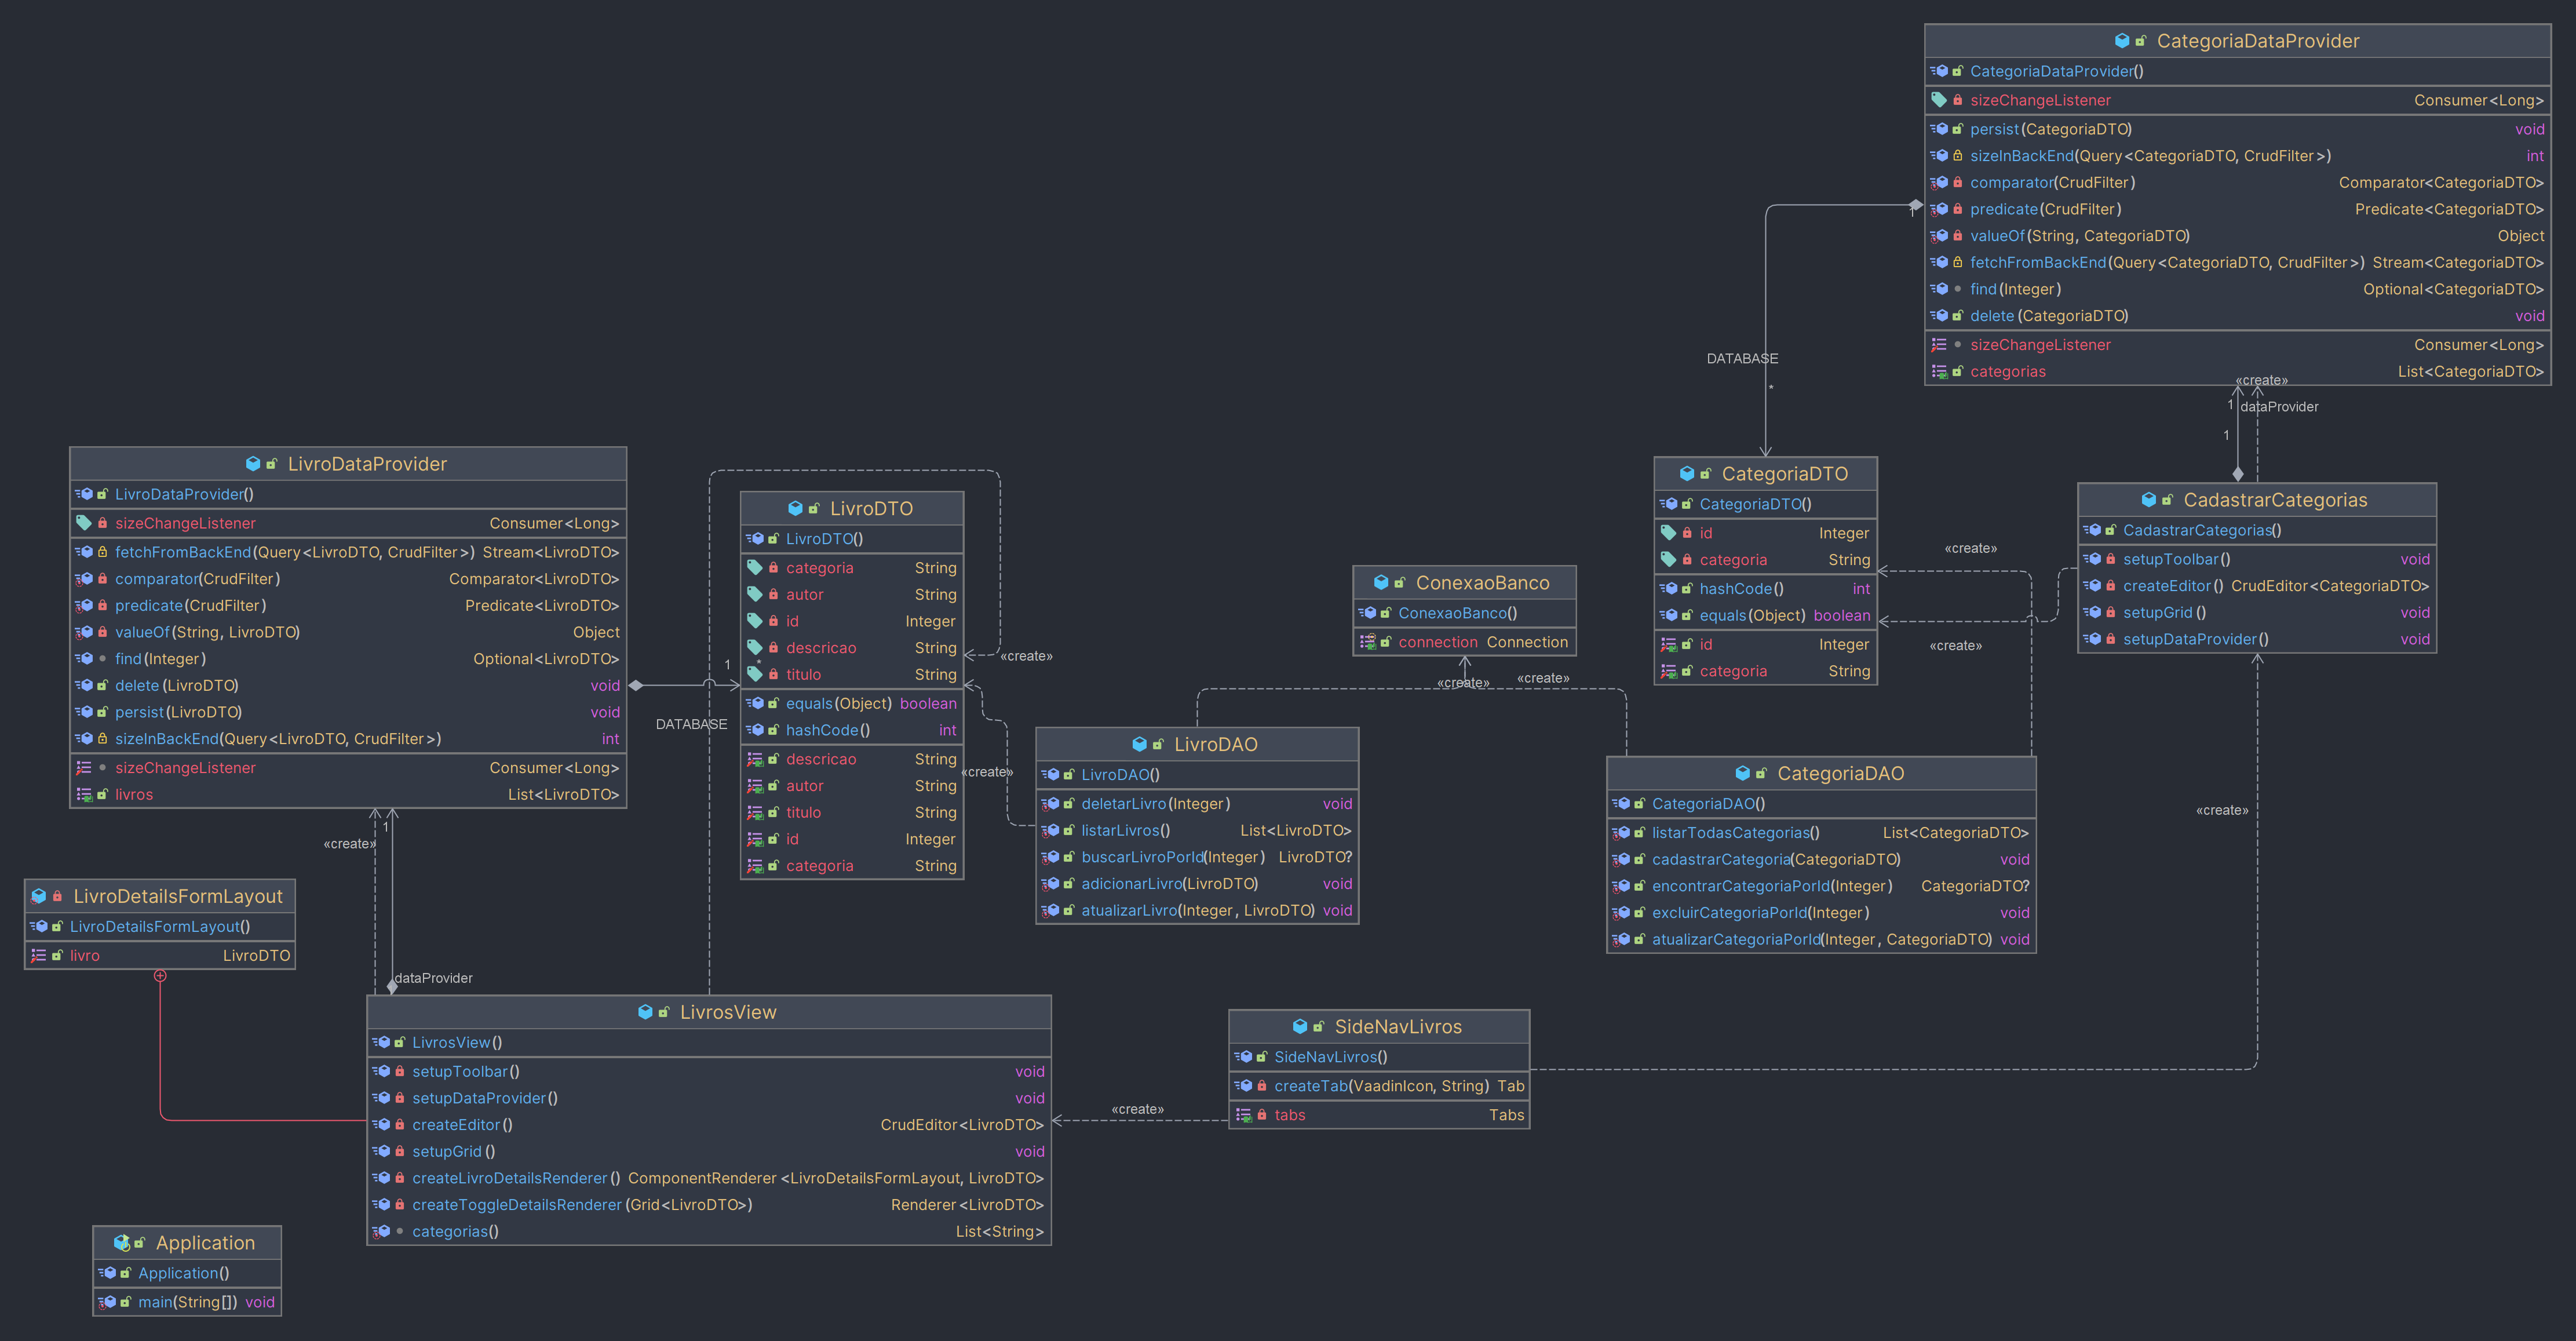 CategoriaDataProvider
CategoriaDataProvider()
sizeChangeListener Consumer<Long>
persist(CategoriaDTO) void
sizeInBackEnd(Query<CategoriaDTO, CrudFilter>) int
comparator(CrudFilter) Comparator<CategoriaDTO>
predicate(CrudFilter) Predicate<CategoriaDTO>
valueOf(String, CategoriaDTO) Object
fetchFromBackEnd(Query<CategoriaDTO, CrudFilter>) Stream<CategoriaDTO>
find(Integer) Optional<CategoriaDTO>
delete(CategoriaDTO) void
sizeChangeListener Consumer<Long>
categorias List<CategoriaDTO>
1
DATABASE
*
«create»
1
dataProvider
1
LivroDataProvider
LivroDataProvider()
sizeChangeListener Consumer<Long>
fetchFromBackEnd(Query<LivroDTO, CrudFilter>) Stream<LivroDTO>
comparator(CrudFilter) Comparator<LivroDTO>
predicate(CrudFilter) Predicate<LivroDTO>
valueOf(String, LivroDTO) Object
find(Integer) Optional<LivroDTO>
delete(LivroDTO) void
persist(LivroDTO) void
sizeInBackEnd(Query<LivroDTO, CrudFilter>) int
sizeChangeListener Consumer<Long>
livros List<LivroDTO>
1
*
DATABASE
LivroDTO
LivroDTO()
categoria String
autor String
id Integer
descricao String
titulo String
equals(Object) boolean
hashCode() int
descricao String
autor String
titulo String
id Integer
categoria String
«create»
«create»
ConexaoBanco
ConexaoBanco()
connection Connection
«create»
«create»
CategoriaDTO
CategoriaDTO()
id Integer
categoria String
hashCode() int
equals(Object) boolean
id Integer
categoria String
«create»
«create»
CadastrarCategorias
CadastrarCategorias()
setupToolbar() void
createEditor() CrudEditor<CategoriaDTO>
setupGrid() void
setupDataProvider() void
LivroDAO
LivroDAO()
deletarLivro(Integer) void
listarLivros() List<LivroDTO>
buscarLivroPorId(Integer) LivroDTO?
adicionarLivro(LivroDTO) void
atualizarLivro(Integer, LivroDTO) void
CategoriaDAO
CategoriaDAO()
listarTodasCategorias() List<CategoriaDTO>
cadastrarCategoria(CategoriaDTO) void
encontrarCategoriaPorId(Integer) CategoriaDTO?
excluirCategoriaPorId(Integer) void
atualizarCategoriaPorId(Integer, CategoriaDTO) void
«create»
«create»
1
dataProvider
LivroDetailsFormLayout
LivroDetailsFormLayout()
livro LivroDTO
LivrosView
LivrosView()
setupToolbar() void
setupDataProvider() void
createEditor() CrudEditor<LivroDTO>
setupGrid() void
createLivroDetailsRenderer() ComponentRenderer<LivroDetailsFormLayout, LivroDTO>
createToggleDetailsRenderer(Grid<LivroDTO>) Renderer<LivroDTO>
categorias() List<String>
«create»
SideNavLivros
SideNavLivros()
createTab(VaadinIcon, String) Tab
tabs Tabs
Application
Application()
main(String[]) void